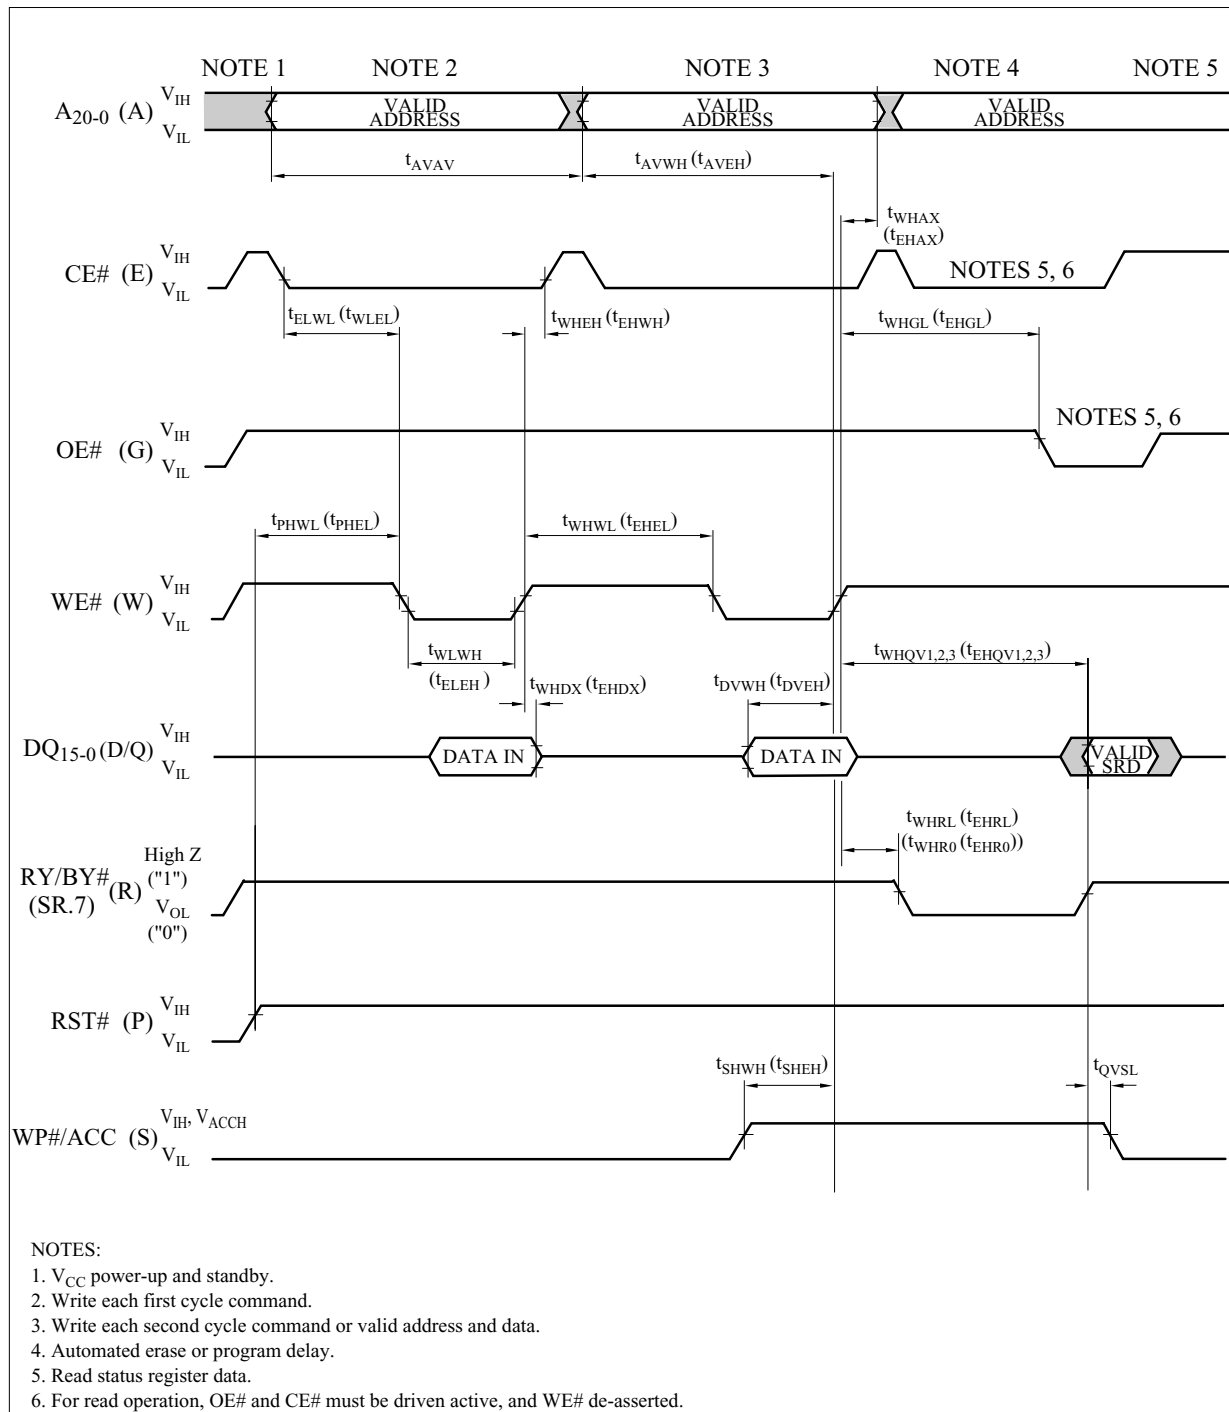 NOTE 1 NOTE 2 NOTE 3 NOTE 4 NOTE 5
A20-0 (A) VIH VIL
VALID ADDRESS
VALID ADDRESS
VALID ADDRESS
tAVAV
tAVWH (tAVEH)
tWHAX
(tEHAX)
CE# (E) VIH VIL
NOTES 5, 6
tELWL (tWLEL)
tWHEH (tEHWH)
tWHGL (tEHGL)
OE# (G) VIH VIL
NOTES 5, 6
tPHWL (tPHEL)
tWHWL (tEHEL)
WE# (W) VIH VIL
tWLWH
(tELEH)
tWHDX (tEHDX)
tDVWH (tDVEH)
tWHQV1,2,3 (tEHQV1,2,3)
DQ15-0 (D/Q) VIH VIL
DATA IN
DATA IN
VALID SRD
tWHRL (tEHRL)
(tWHR0 (tEHR0))
RY/BY# (R)
(SR.7)
High Z
("1")
VOL
("0")
RST# (P) VIH VIL
tSHWH (tSHEH)
tQVSL
WP#/ACC (S) VIH, VACCH VIL
NOTES:
1. VCC power-up and standby.
2. Write each first cycle command.
3. Write each second cycle command or valid address and data.
4. Automated erase or program delay.
5. Read status register data.
6. For read operation, OE# and CE# must be driven active, and WE# de-asserted.